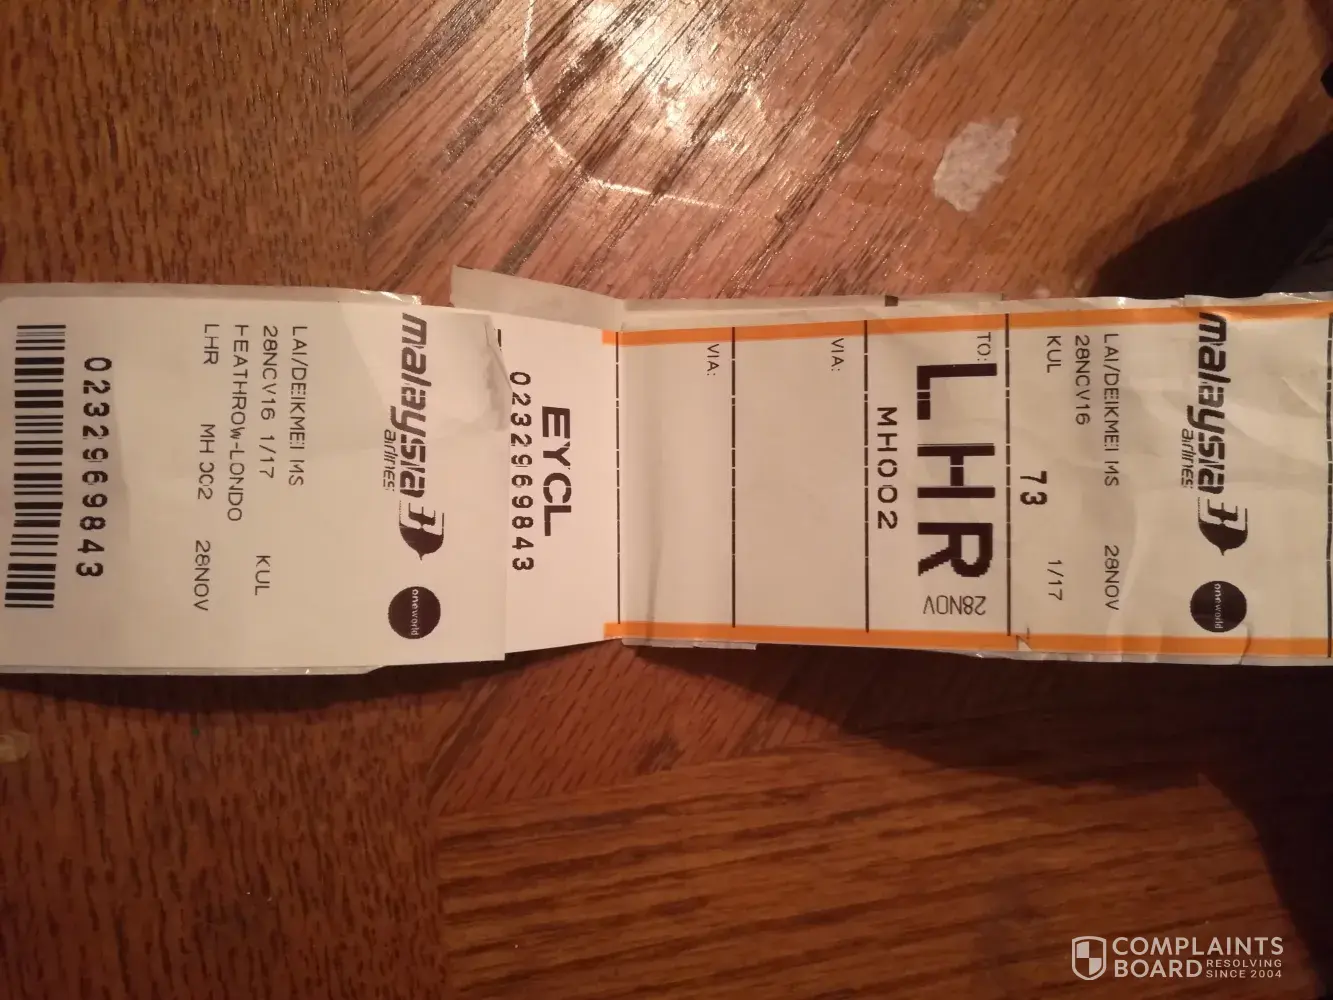 malaysia
airlines
oneworld
LAI/DEIKMEI MS 28NOV
28NCV16
KUL 1/17
73
TO:
LHR
28NOV
MH002
VIA:
VIA:
EYCL
0232969843
malaysia
airlines
oneworld
LAI/DEIKMEI MS
28NCV16 1/17 KUL
HEATHROW-LONDO
LHR MH 002 28NOV
0232969843
COMPLAINTS
BOARD RESOLVING
SINCE 2004